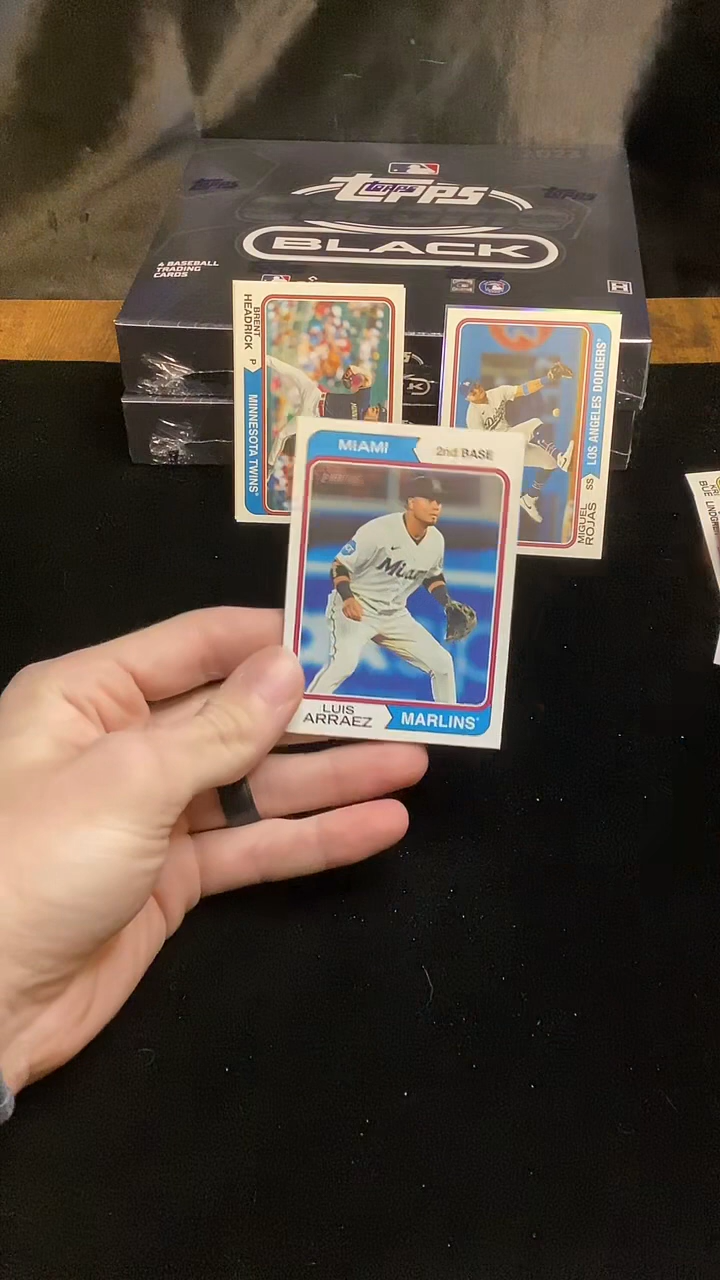 Topps
BLACK
4 BASEBALL
TRADING
CARDS
BRENT
HEADRICK
P
MINNESOTA TWINS®
LOS ANGELES DODGERS®
SS
MIGUEL
ROJAS
MIAMI
2nd BASE
Miami
LUIS
ARRAEZ
MARLINS®